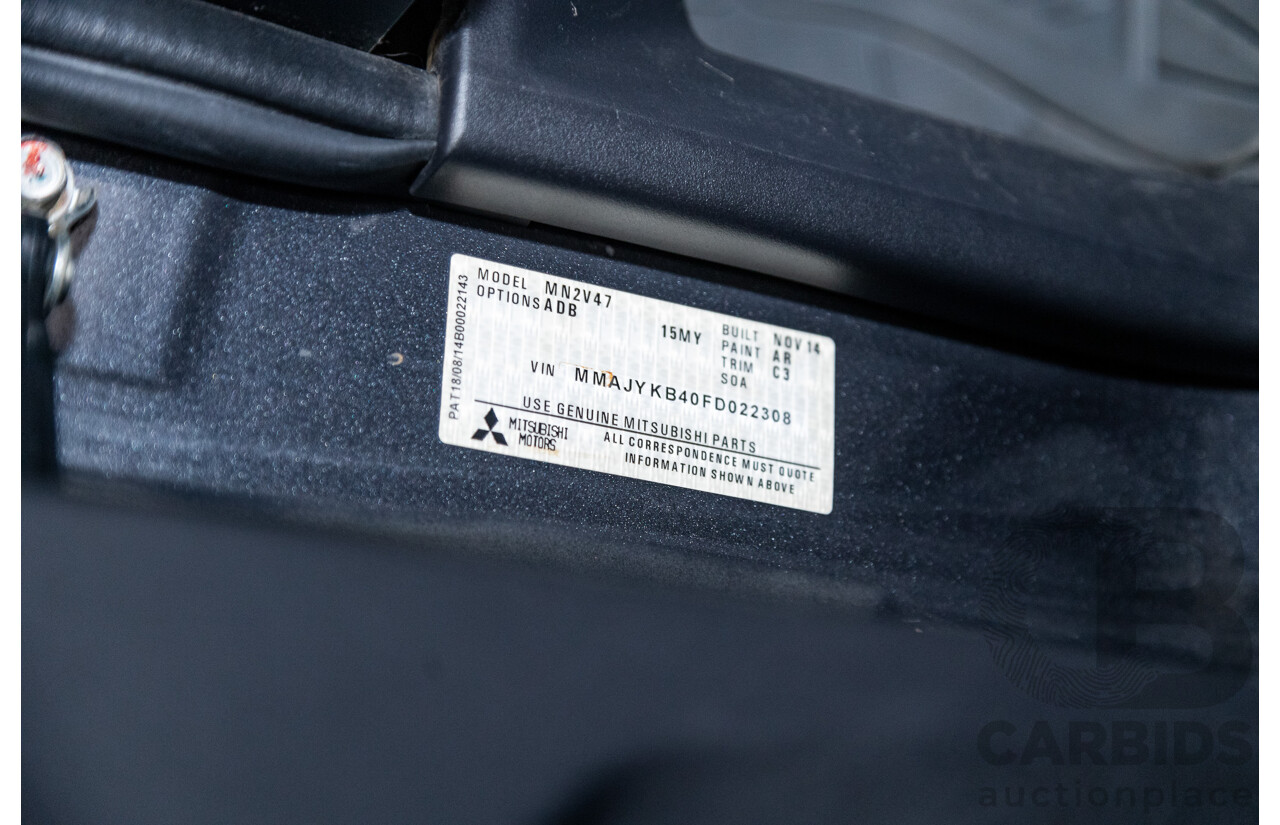 MODEL MN2V47
OPTIONS ADB
15MY
BUILT NOV 14
PAINT AR
TRIM C3
SOA
VIN MMAJYKB40FD022308
USE GENUINE MITSUBISHI PARTS
MITSUBISHI
MOTORS
ALL CORRESPONDENCE MUST QUOTE
INFORMATION SHOWN ABOVE
PAT18/08/14B00022143
CB
CARBIDS
auctionplace